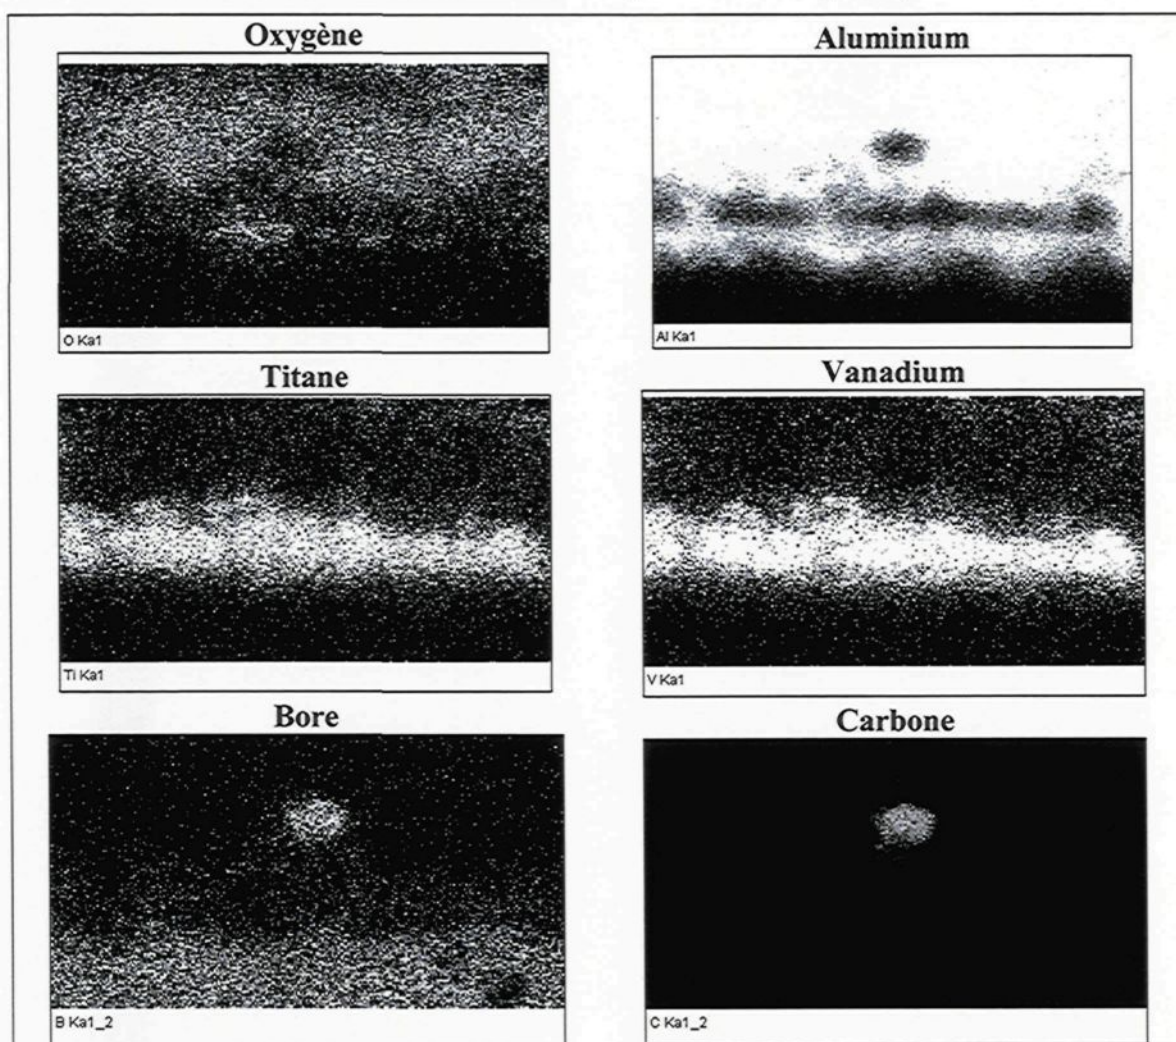 Oxygène
Aluminium
O Ka1
Al Ka1
Titane
Vanadium
Ti Ka1
V Ka1
Bore
Carbone
B Ka1_2
C Ka1_2